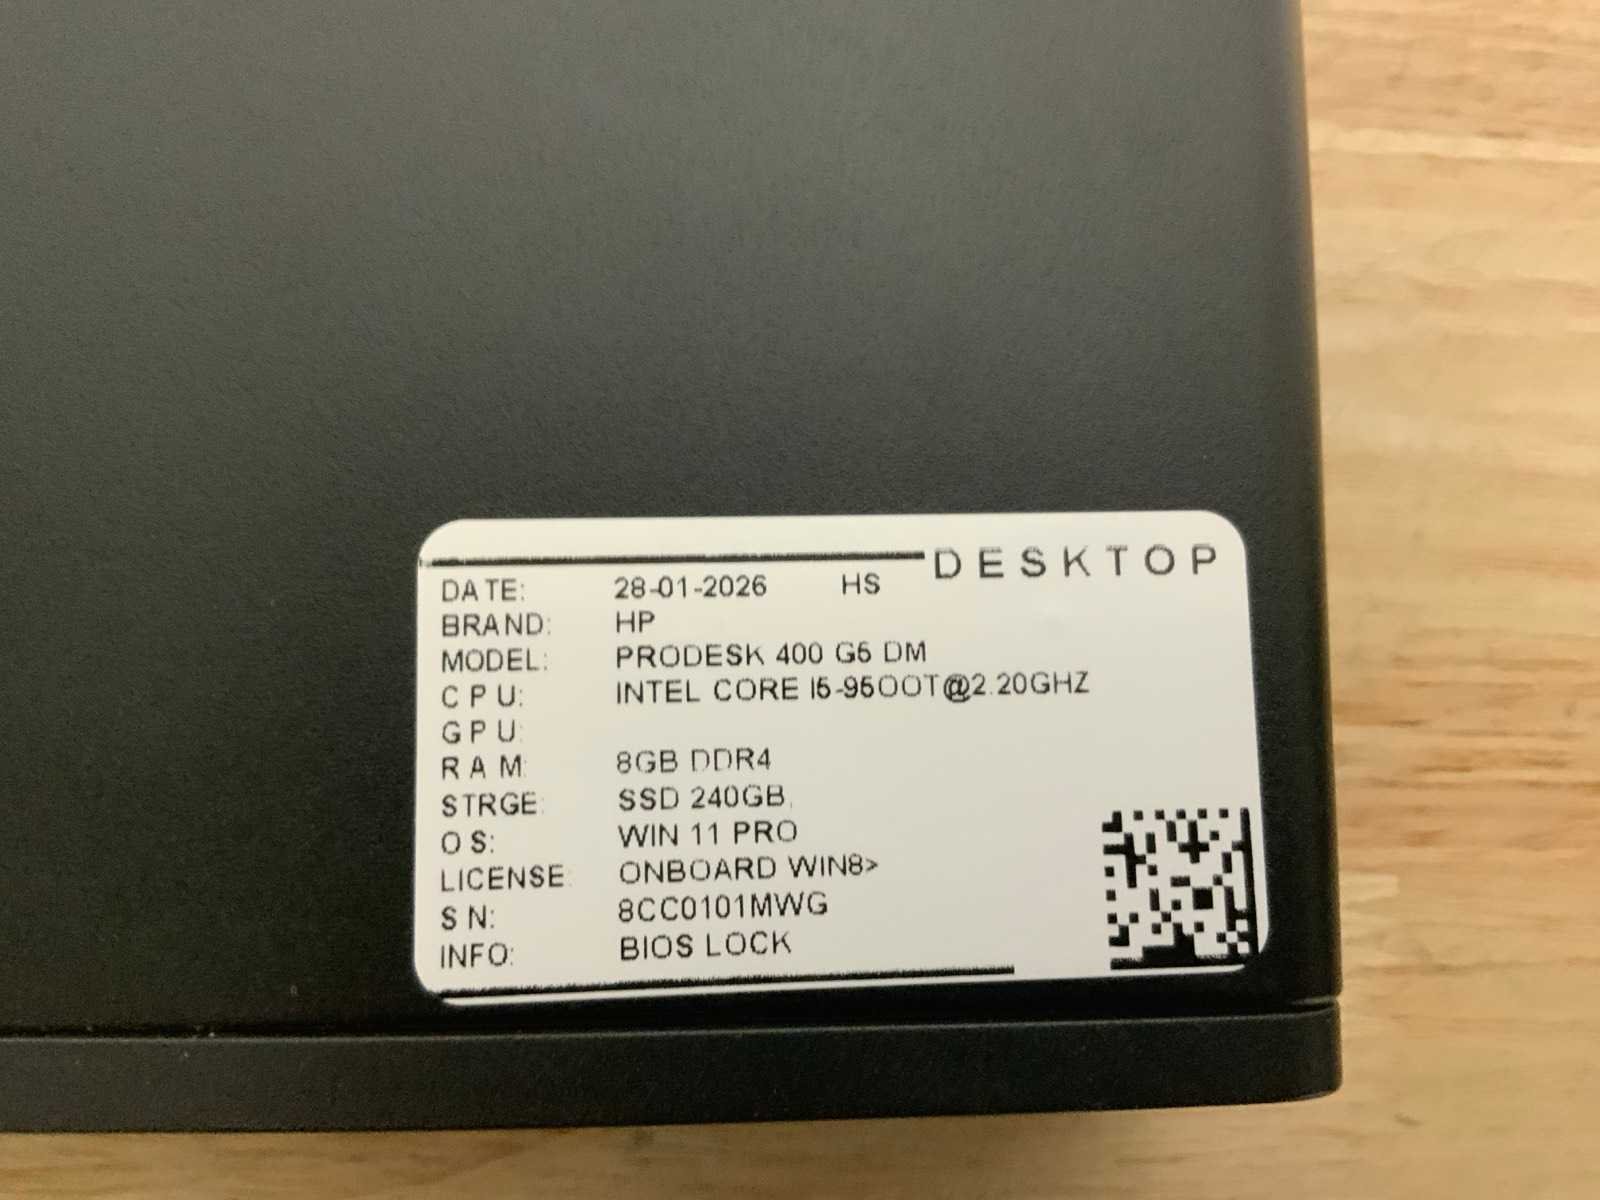 DESKTOP
DATE: 28-01-2026 HS
BRAND: HP
MODEL: PRODESK 400 G5 DM
CPU: INTEL CORE I5-9500T@2.20GHZ
GPU:
RAM: 8GB DDR4
STRGE: SSD 240GB,
OS: WIN 11 PRO
LICENSE: ONBOARD WIN8>
SN: 8CC0101MWG
INFO: BIOS LOCK